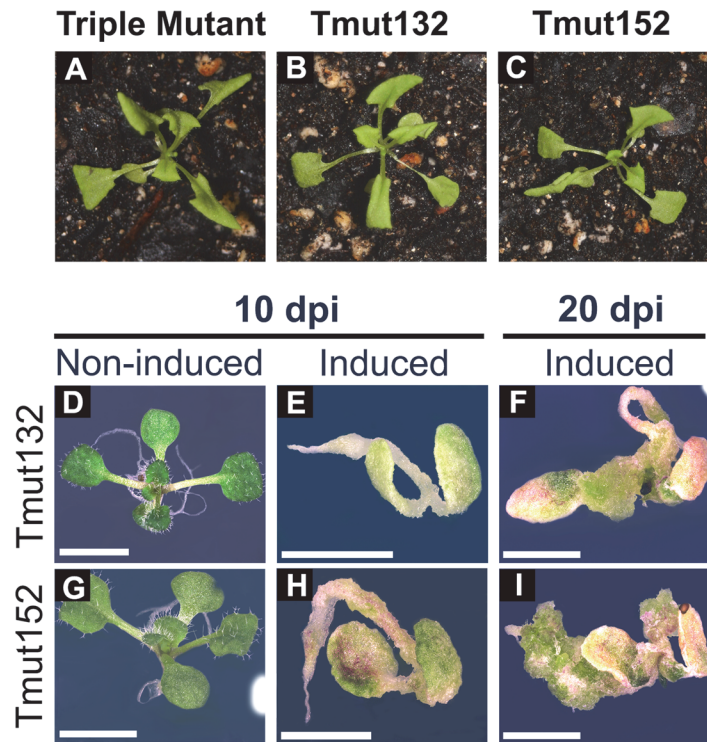 Triple Mutant Tmut132 Tmut152
A B C
10 dpi 20 dpi
Non-induced Induced Induced
Tmut132
D E F
Tmut152
G H I